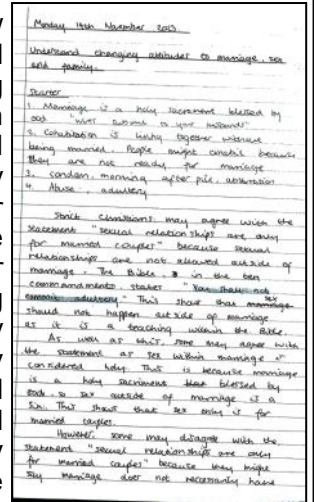 Monday 14th November 2015
Understand changing attitudes to marriage, sex
and family.
Starter
1. Marriage is a holy sacrament blessed by
God "wives submit to your husbands"
2. Cohabitation is living together without
being married. People might cohabit because
they are not ready for marriage
3. condom, morning after pill, abstention
4. Abuse, adultery
Strict Christians may agree with the
statement "sexual relationships are only
for married couples" because sexual
relationships are not allowed outside of
marriage. The Bible, in the ten
commandments, states "You shall not
commit adultery" This shows that sex
should not happen outside of marriage
as it is a teaching within the Bible.
As well as this, some may agree with
the statement as sex within marriage is
considered holy. This is because marriage
is a holy sacrament blessed by
God, so sex outside of marriage is a
sin. This shows that sex only is for
married couples.
However, some may disagree with the
statement "sexual relationships are only
for married couples" because they might
say marriage does not necessarily have